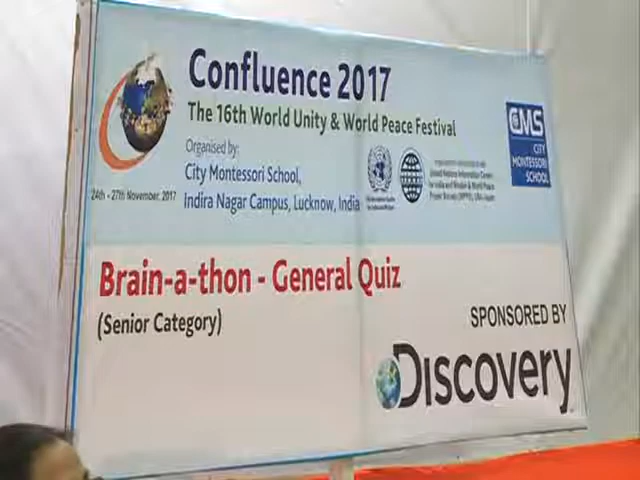 Confluence 2017
The 16th World Unity & World Peace Festival
Organised by:
City Montessori School,
Indira Nagar Campus, Lucknow, India
24th - 27th November, 2017
CMS
CITY
MONTESSORI
SCHOOL
Brain-a-thon - General Quiz
(Senior Category)
SPONSORED BY
Discovery